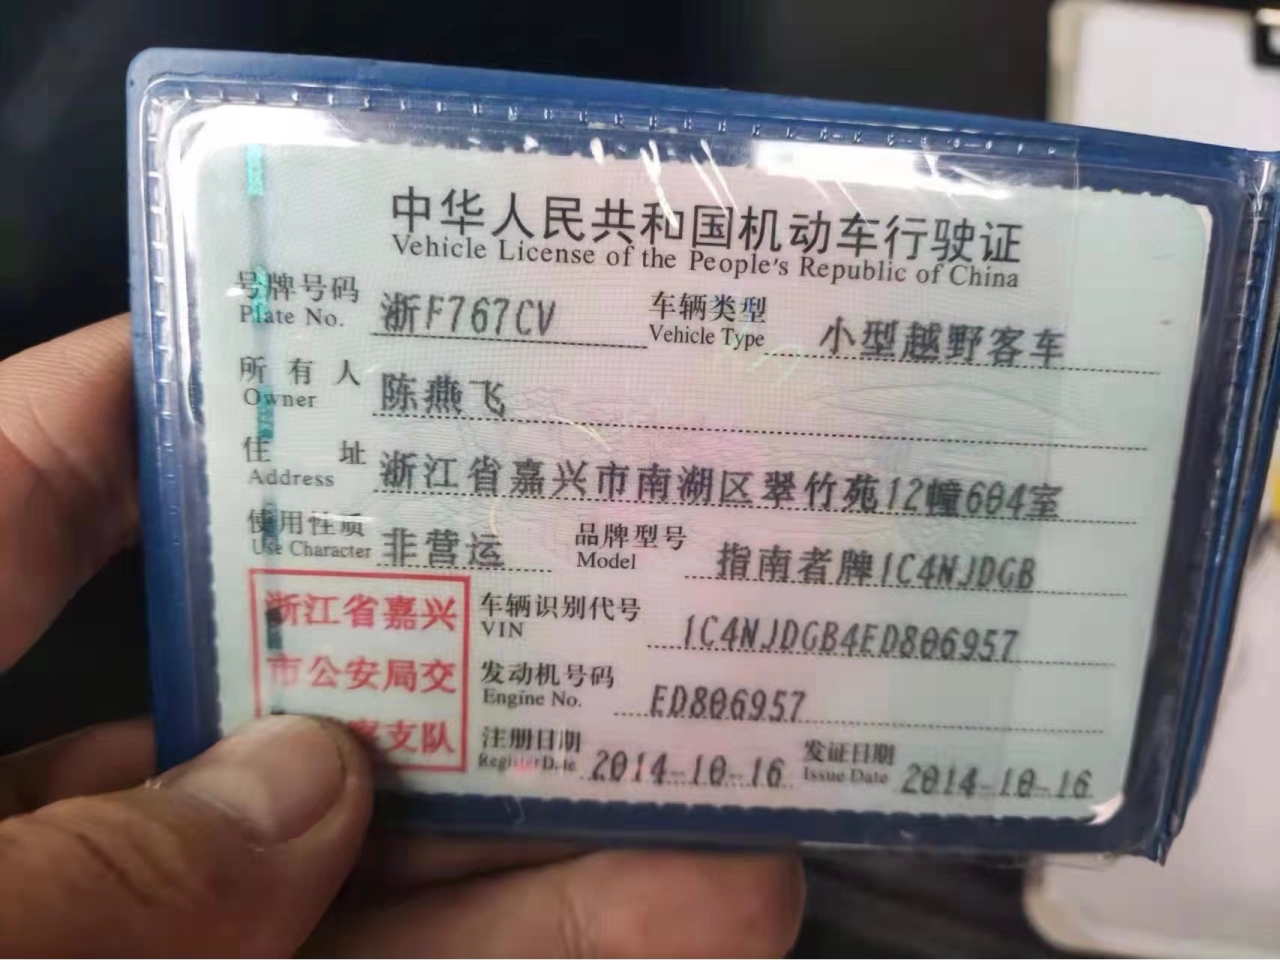 中华人民共和国机动车行驶证
Vehicle License of the People's Republic of China
号牌号码 浙F767CV 车辆类型 小型越野客车
Plate No. Vehicle Type
所有人 陈燕飞
Owner
住址 浙江省嘉兴市南湖区翠竹苑12幢604室
Address
使用性质 非营运 品牌型号 指南者牌1C4NJDGB
Use Character Model
浙江省嘉兴
市公安局交
支队
车辆识别代号 1C4NJDGB4ED806957
VIN
发动机号码 ED806957
Engine No.
注册日期 2014-10-16 发证日期 2014-10-16
Register Date Issue Date